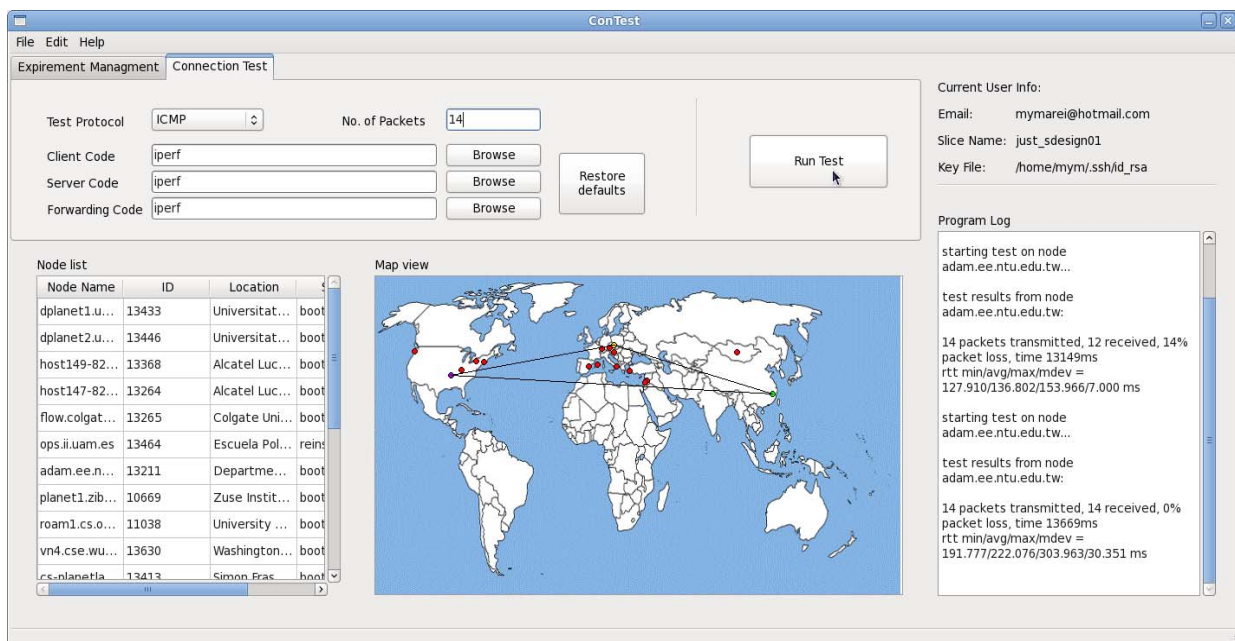 ConTest
File Edit Help
Expirement Managment Connection Test
Test Protocol ICMP No. of Packets 14
Client Code iperf Browse
Server Code iperf Browse
Forwarding Code iperf Browse
Restore
defaults
Run Test
Current User Info:
Email: mymarei@hotmail.com
Slice Name: just_sdesign01
Key File: /home/mym/.ssh/id_rsa
Node list
Node Name ID Location S
dplanet1.u... 13433 Universitat... boot
dplanet2.u... 13446 Universitat... boot
host149-82... 13368 Alcatel Luc... boot
host147-82... 13264 Alcatel Luc... boot
flow.colgat... 13265 Colgate Uni... boot
ops.ii.uam.es 13464 Escuela Pol... reins
adam.ee.n... 13211 Departme... boot
planet1.zib... 10669 Zuse Instit... boot
roam1.cs.o... 11038 University ... boot
vn4.cse.wu... 13630 Washington... boot
cs-planetla 13413 Simon Fras boot
Map view
Program Log
starting test on node
adam.ee.ntu.edu.tw...
test results from node
adam.ee.ntu.edu.tw:
14 packets transmitted, 12 received, 14%
packet loss, time 13149ms
rtt min/avg/max/mdev =
127.910/136.802/153.966/7.000 ms
starting test on node
adam.ee.ntu.edu.tw...
test results from node
adam.ee.ntu.edu.tw:
14 packets transmitted, 14 received, 0%
packet loss, time 13669ms
rtt min/avg/max/mdev =
191.777/222.076/303.963/30.351 ms